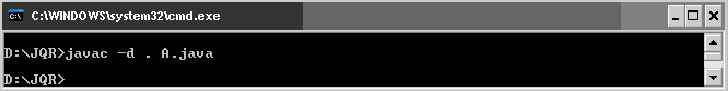 C:\WINDOWS\system32\cmd.exe
D:\JQR>javac -d . A.java
D:\JQR>